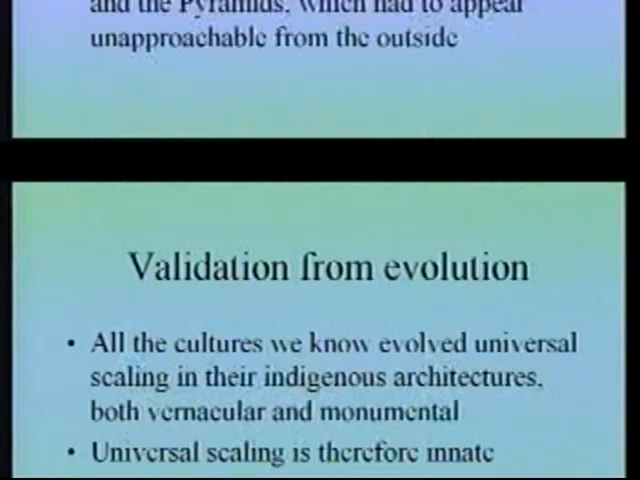 and the Pyramids, which had to appear
unapproachable from the outside
Validation from evolution
• All the cultures we know evolved universal
scaling in their indigenous architectures,
both vernacular and monumental
• Universal scaling is therefore innate